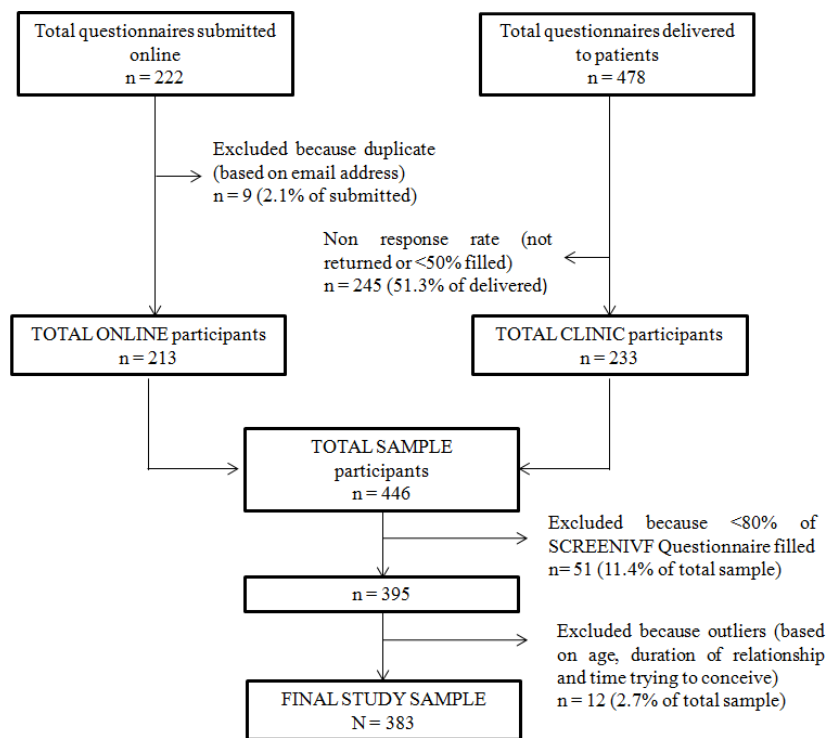 Total questionnaires submitted
online
n = 222
Total questionnaires delivered
to patients
n = 478
Excluded because duplicate
(based on email address)
n = 9 (2.1% of submitted)
Non response rate (not
returned or <50% filled)
n = 245 (51.3% of delivered)
TOTAL ONLINE participants
n = 213
TOTAL CLINIC participants
n = 233
TOTAL SAMPLE
participants
n = 446
Excluded because <80% of
SCREENIVF Questionnaire filled
n= 51 (11.4% of total sample)
n = 395
Excluded because outliers (based
on age, duration of relationship
and time trying to conceive)
n = 12 (2.7% of total sample)
FINAL STUDY SAMPLE
N = 383